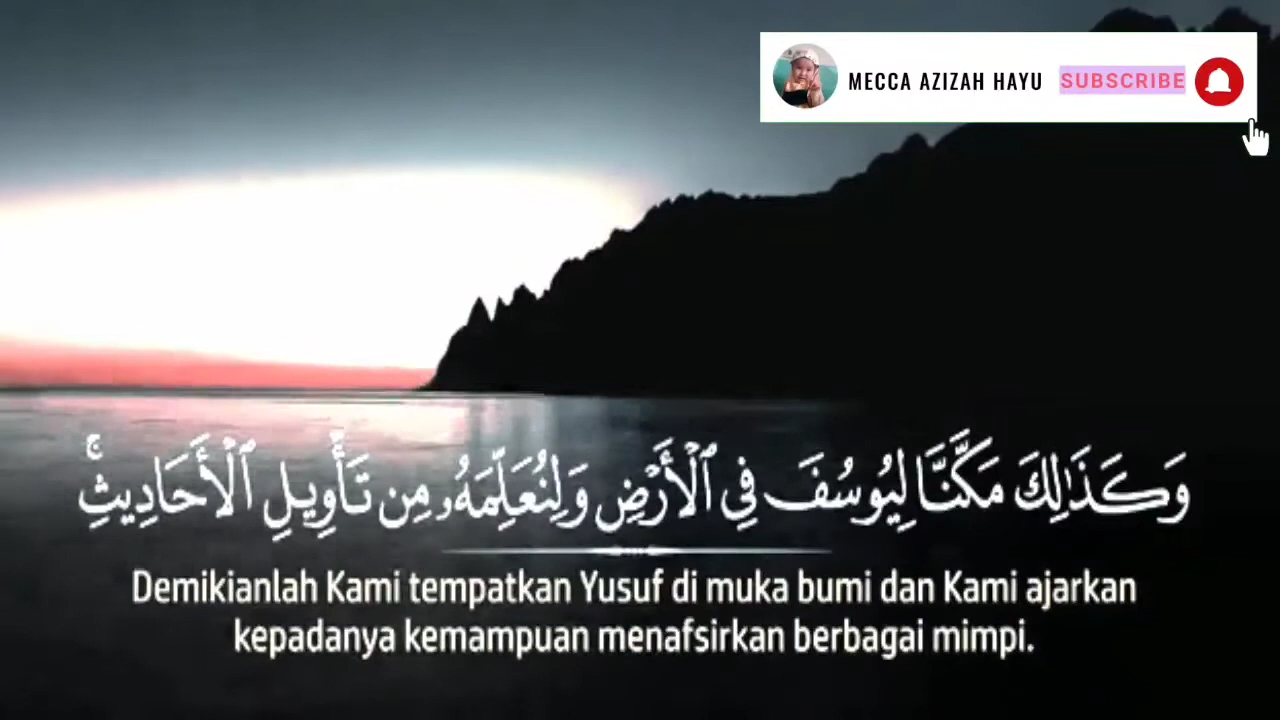 MECCA AZIZAH HAYU SUBSCRIBE
وَكَذَٰلِكَ مَكَّنَّا لِيُوسُفَ فِي ٱلْأَرْضِ وَلِنُعَلِّمَهُۥ مِن تَأْوِيلِ ٱلْأَحَادِيثِۚ
Demikianlah Kami tempatkan Yusuf di muka bumi dan Kami ajarkan
kepadanya kemampuan menafsirkan berbagai mimpi.